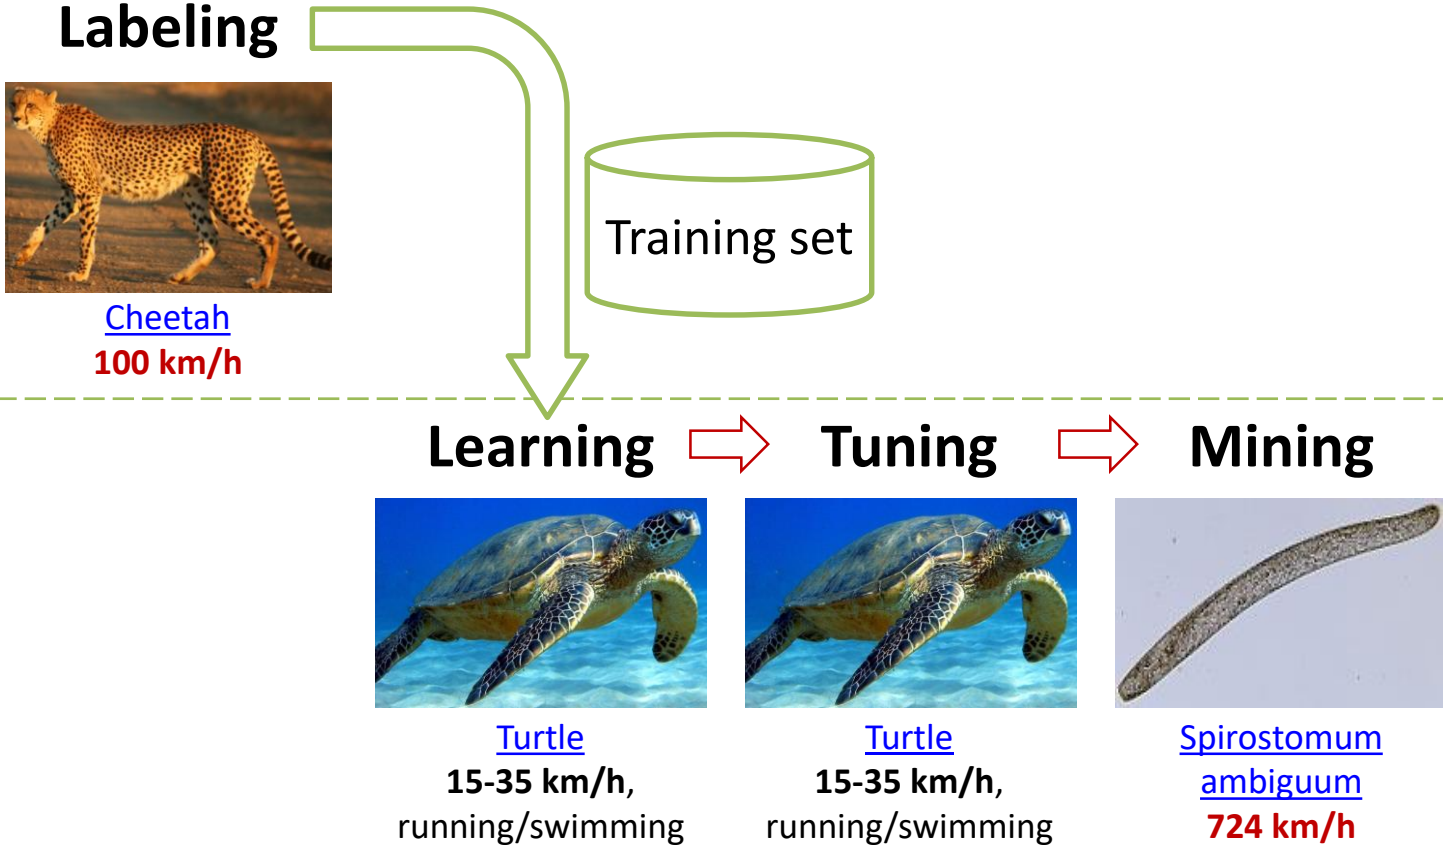 Labeling
Training set
Cheetah
100 km/h
Learning
Tuning
Mining
Turtle
15-35 km/h,
running/swimming
Turtle
15-35 km/h,
running/swimming
Spirostomum
ambiguum
724 km/h